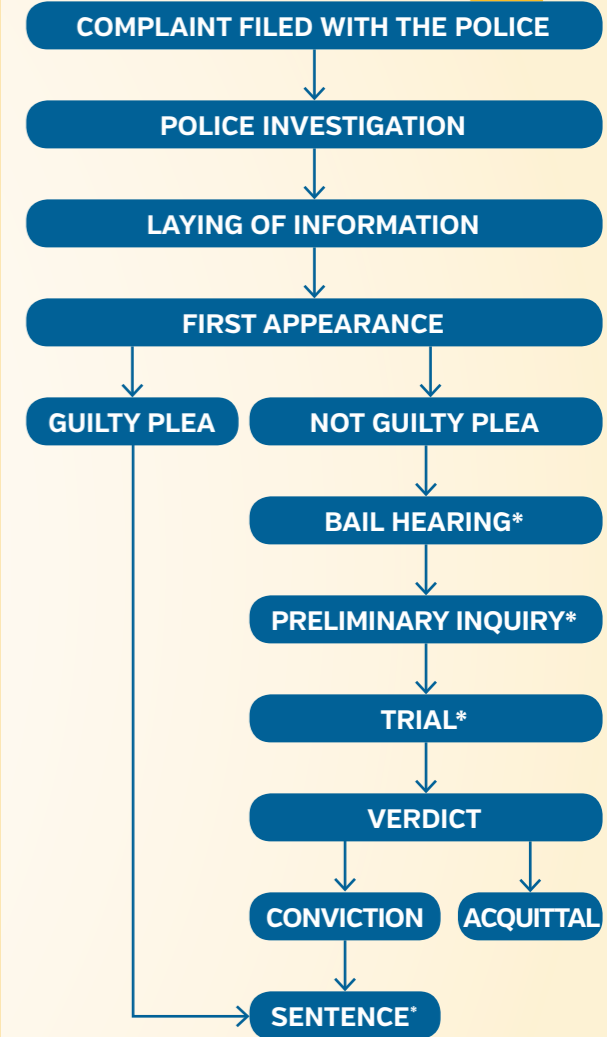 COMPLAINT FILED WITH THE POLICE
POLICE INVESTIGATION
LAYING OF INFORMATION
FIRST APPEARANCE
GUILTY PLEA
NOT GUILTY PLEA
BAIL HEARING*
PRELIMINARY INQUIRY*
TRIAL*
VERDICT
CONVICTION
ACQUITTAL
SENTENCE*